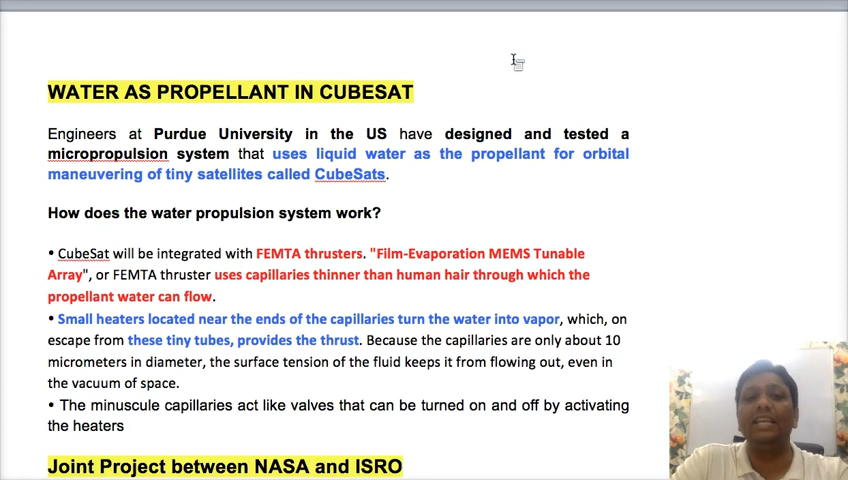 WATER AS PROPELLANT IN CUBESAT
Engineers at Purdue University in the US have designed and tested a
micropropulsion system that uses liquid water as the propellant for orbital
maneuvering of tiny satellites called CubeSats.
How does the water propulsion system work?
• CubeSat will be integrated with FEMTA thrusters. "Film-Evaporation MEMS Tunable
Array", or FEMTA thruster uses capillaries thinner than human hair through which the
propellant water can flow.
• Small heaters located near the ends of the capillaries turn the water into vapor, which, on
escape from these tiny tubes, provides the thrust. Because the capillaries are only about 10
micrometers in diameter, the surface tension of the fluid keeps it from flowing out, even in
the vacuum of space.
• The minuscule capillaries act like valves that can be turned on and off by activating
the heaters
Joint Project between NASA and ISRO